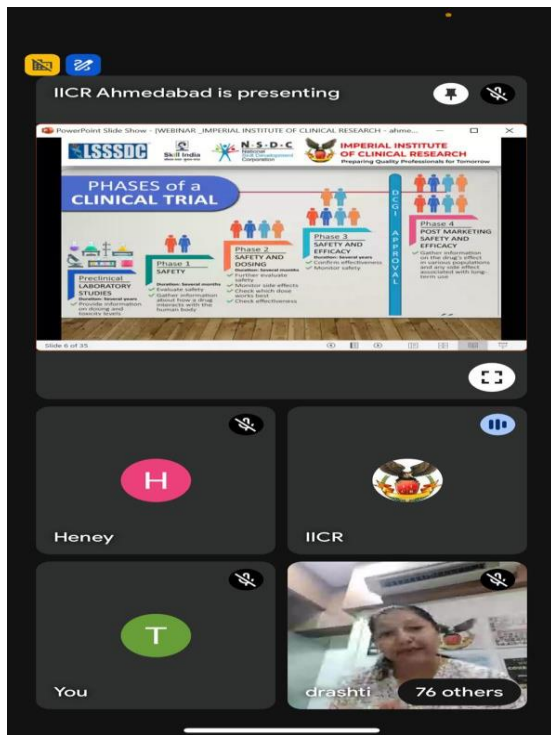 IICR Ahmedabad is presenting
PowerPoint Slide Show - [WEBINAR _IMPERIAL INSTITUTE OF CLINICAL RESEARCH - ahme...
LSSSDC
Skill India
N·S·D·C
National
Skill Development
Corporation
IMPERIAL INSTITUTE
OF CLINICAL RESEARCH
Preparing Quality Professionals for Tomorrow
PHASES of a
CLINICAL TRIAL
Preclinical
LABORATORY
STUDIES
Duration: Several years
Provide information
on dosing and
toxicity levels
Phase 1
SAFETY
Duration: Several months
Evaluate safety
Gather information
about how a drug
interacts with the
human body
Phase 2
SAFETY AND
DOSING
Duration: Several months
Further evaluate
safety
Monitor side effects
Check which dose
works best
Check effectiveness
Phase 3
SAFETY AND
EFFICACY
Duration: Several years
Confirm effectiveness
Monitor safety
DCGI APPROVAL
Phase 4
POST MARKETING
SAFETY AND
EFFICACY
Gather information
on the drug's effect
in various populations
and any side effect
associated with long-
term use
Slide 6 of 35
H
Heney
IICR
T
You
drashti
76 others